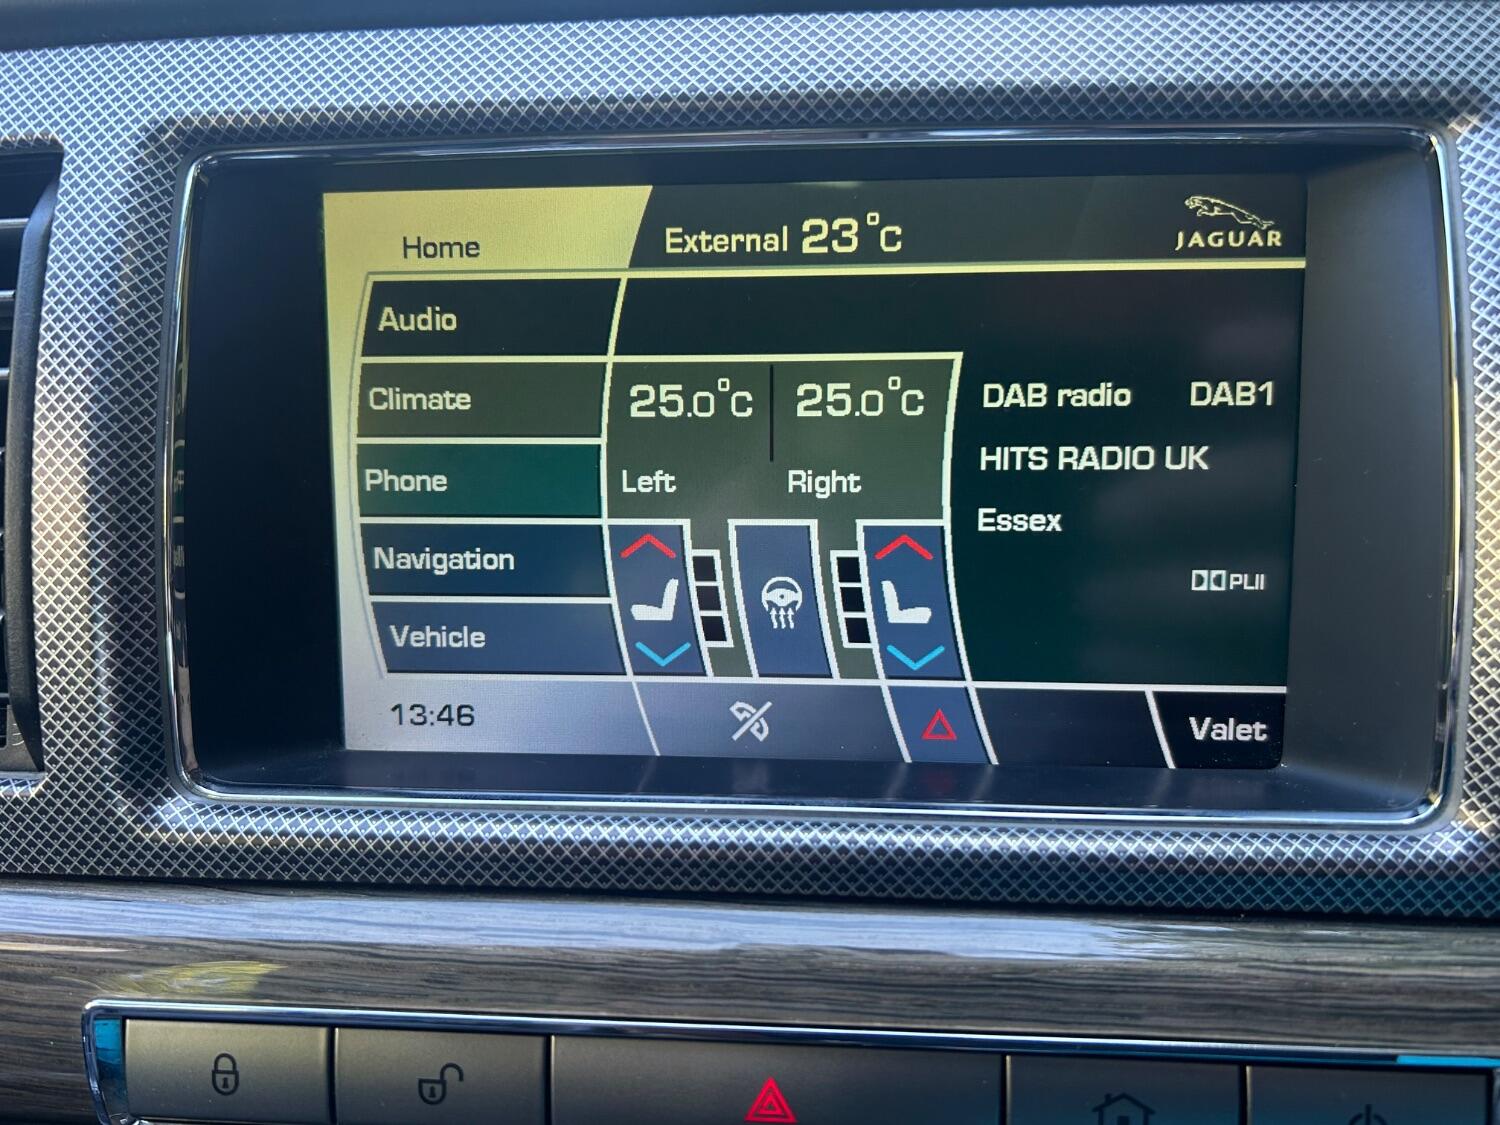 Home
External 23°c
JAGUAR
Audio
Climate
Phone
Navigation
Vehicle
25.0°c
25.0°c
Left
Right
DAB radio DAB1
HITS RADIO UK
Essex
PLII
13:46
Valet